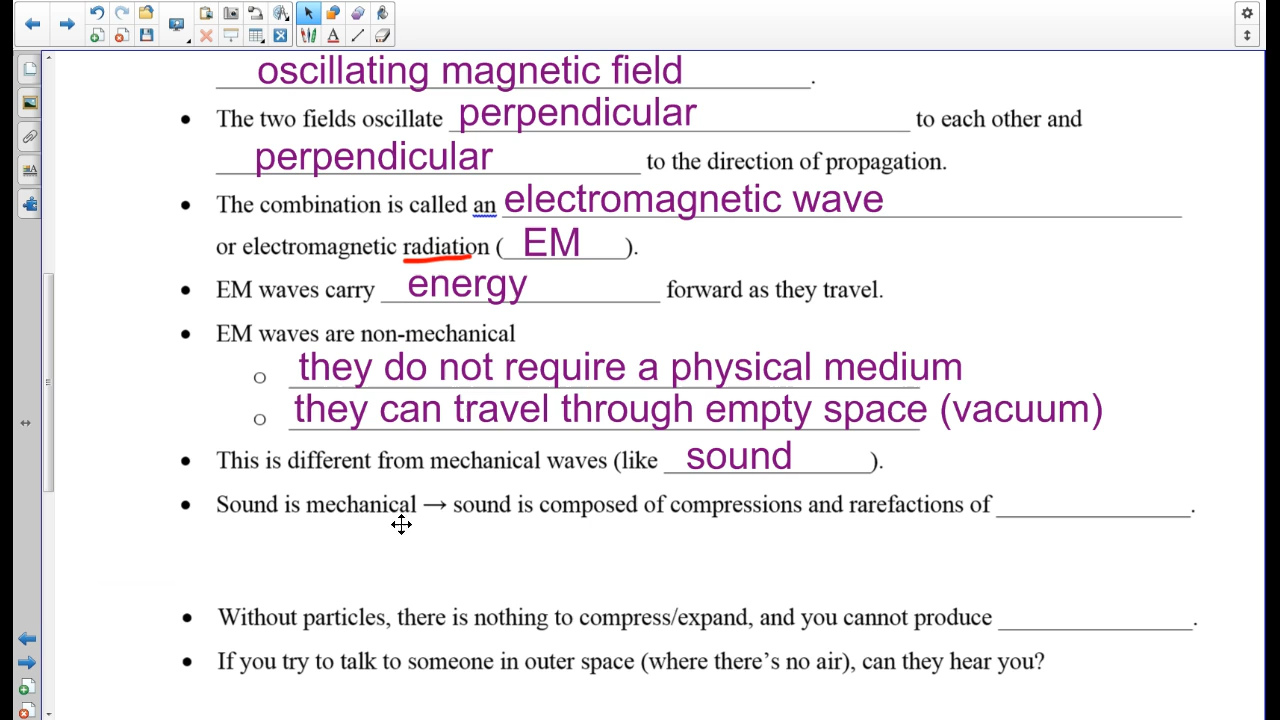 oscillating magnetic field.
• The two fields oscillate perpendicular to each other and
perpendicular to the direction of propagation.
• The combination is called an electromagnetic wave
or electromagnetic radiation (EM).
• EM waves carry energy forward as they travel.
• EM waves are non-mechanical
o they do not require a physical medium
o they can travel through empty space (vacuum)
• This is different from mechanical waves (like sound).
• Sound is mechanical → sound is composed of compressions and rarefactions of ____________.
• Without particles, there is nothing to compress/expand, and you cannot produce ____________.
• If you try to talk to someone in outer space (where there's no air), can they hear you?